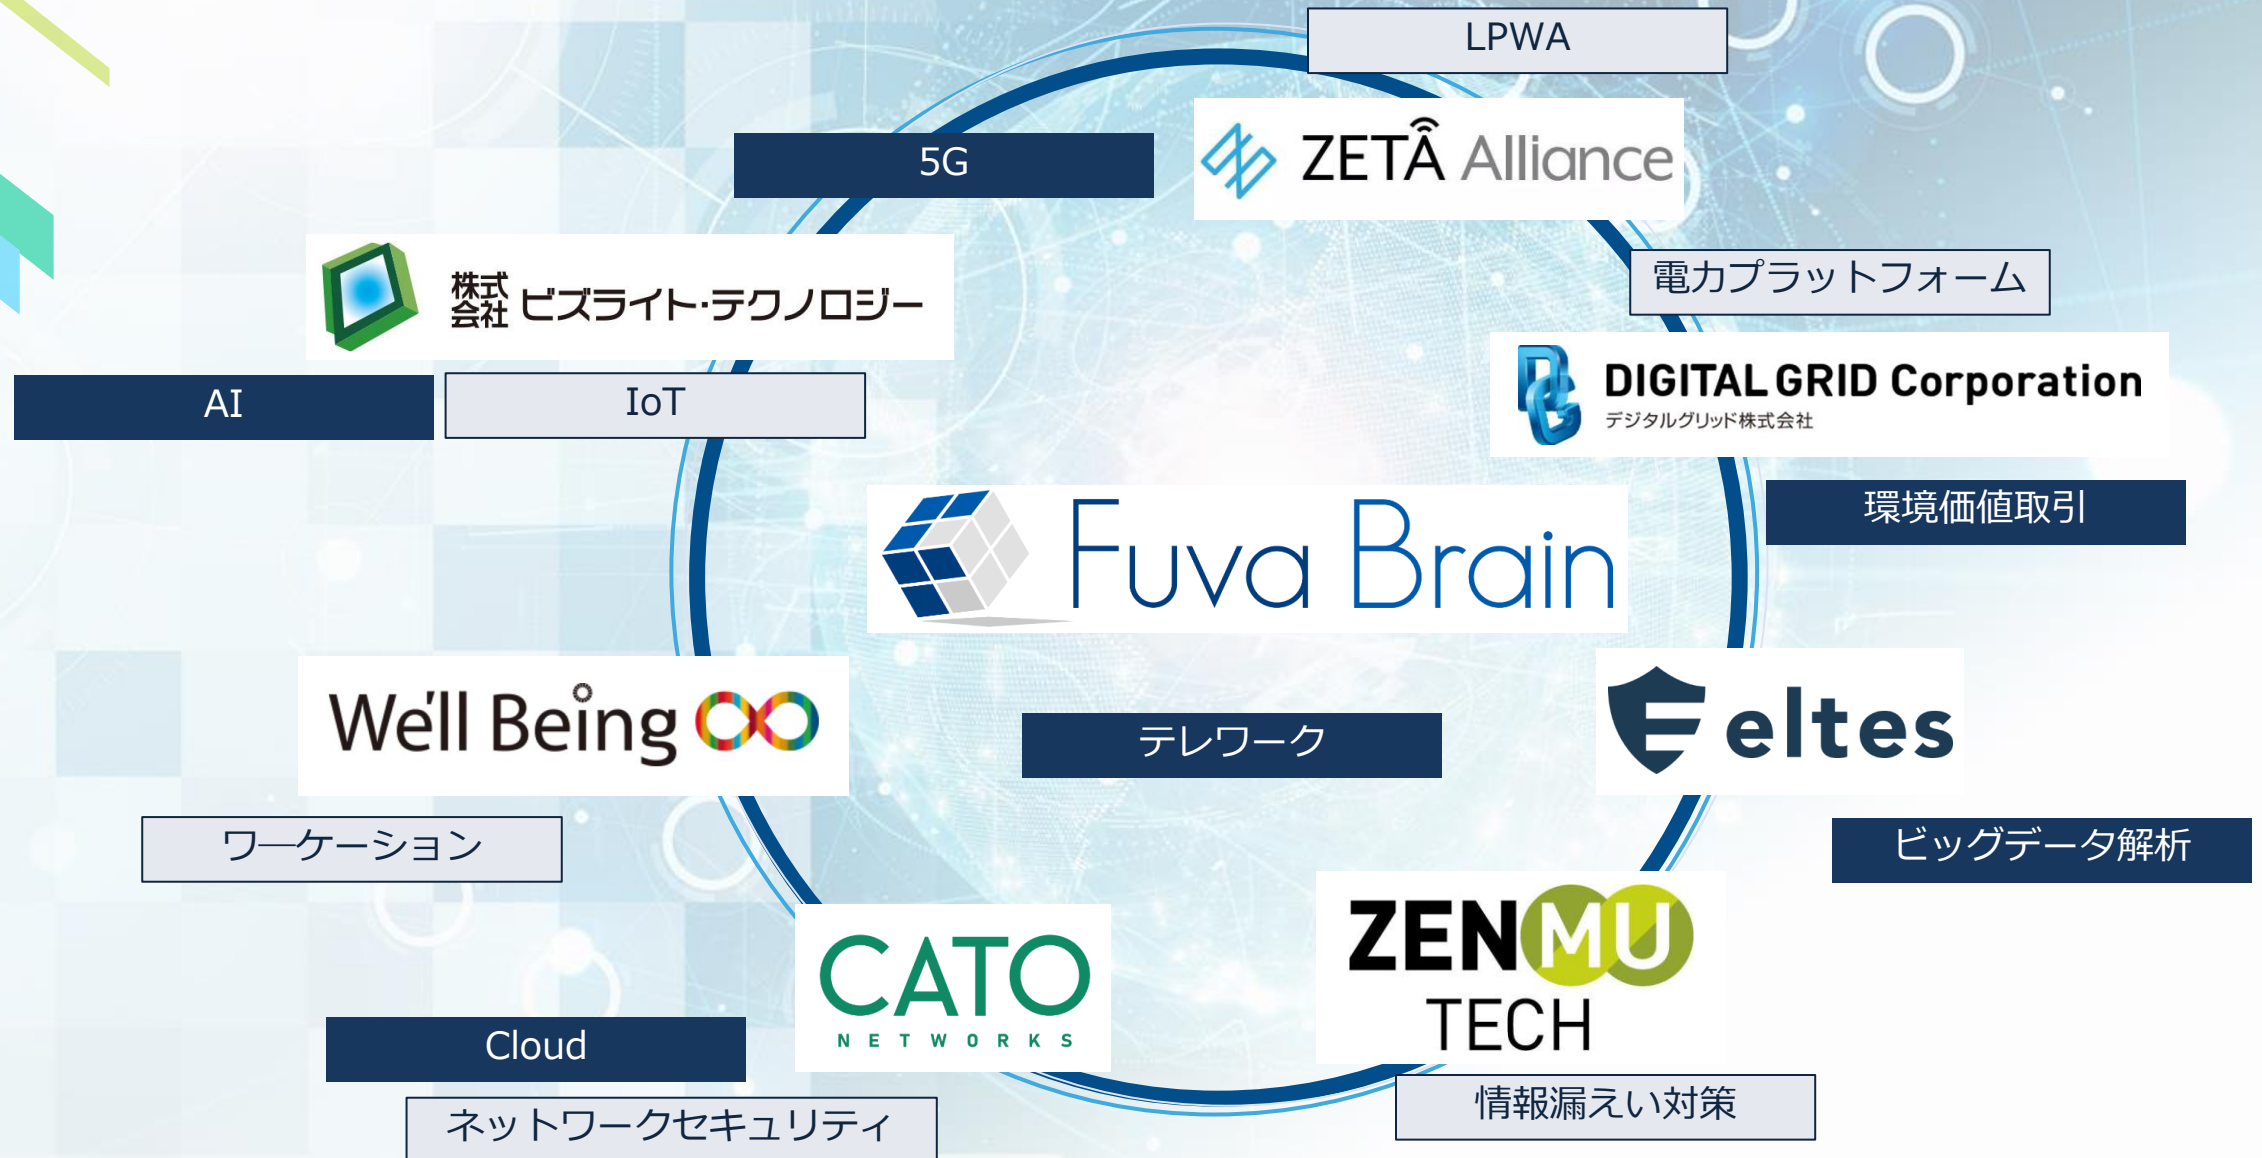 LPWA
5G
ZETA Alliance
電力プラットフォーム
株式会社 ビズライト・テクノロジー
AI
IoT
DIGITAL GRID Corporation
デジタルグリッド株式会社
環境価値取引
Fuva Brain
We'll Being
テレワーク
eltes
ワーケーション
ビッグデータ解析
CATO
NETWORKS
ZENMU
TECH
Cloud
ネットワークセキュリティ
情報漏えい対策